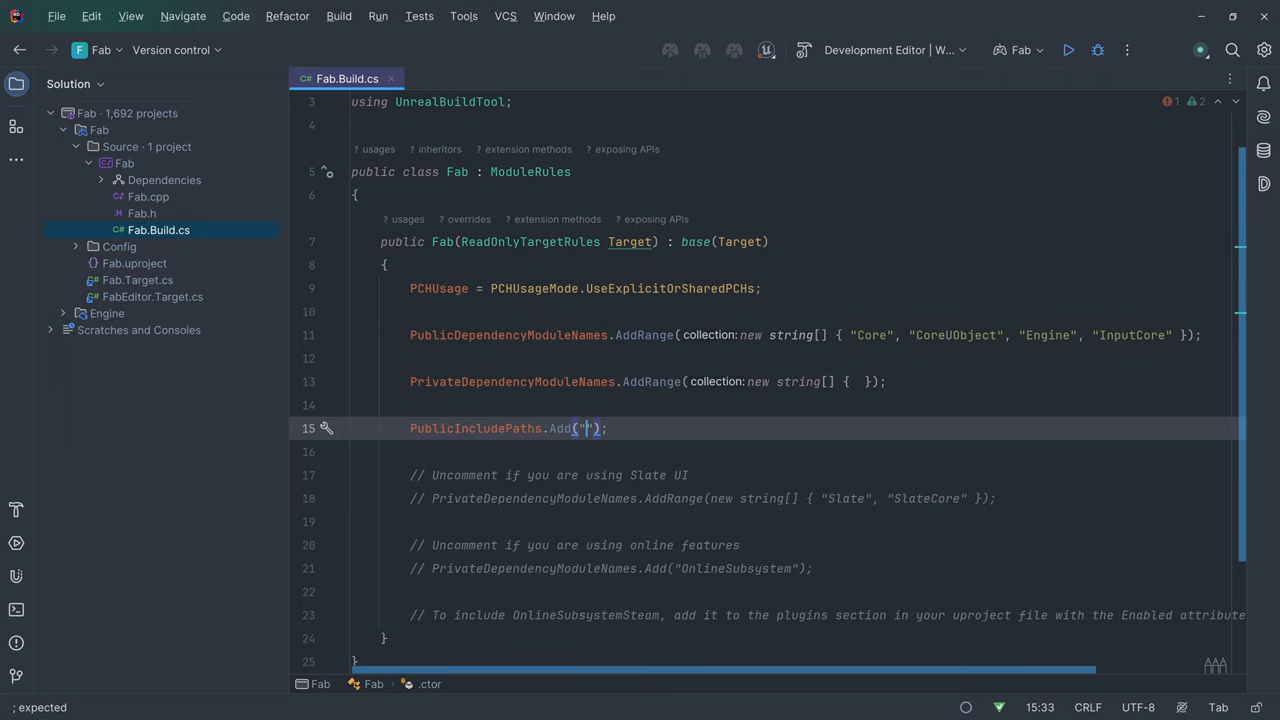 File Edit View Navigate Code Refactor Build Run Tests Tools VCS Window Help
F Fab Version control Development Editor | W... Fab
Solution
Fab · 1,692 projects
Fab
Source · 1 project
Fab
Dependencies
Fab.cpp
Fab.h
C# Fab.Build.cs
Config
Fab.uproject
Fab.Target.cs
FabEditor.Target.cs
Engine
Scratches and Consoles
C# Fab.Build.cs
1 2
3 using UnrealBuildTool;
4
? usages ? inheritors ? extension methods ? exposing APIs
5 public class Fab : ModuleRules
6 {
? usages ? overrides ? extension methods ? exposing APIs
7 public Fab(ReadOnlyTargetRules Target) : base(Target)
8 {
9 PCHUsage = PCHUsageMode.UseExplicitOrSharedPCHs;
10
11 PublicDependencyModuleNames.AddRange(collection: new string[] { "Core", "CoreUObject", "Engine", "InputCore" });
12
13 PrivateDependencyModuleNames.AddRange(collection: new string[] {  });
14
15 PublicIncludePaths.Add("");
16
17 // Uncomment if you are using Slate UI
18 // PrivateDependencyModuleNames.AddRange(new string[] { "Slate", "SlateCore" });
19
20 // Uncomment if you are using online features
21 // PrivateDependencyModuleNames.Add("OnlineSubsystem");
22
23 // To include OnlineSubsystemSteam, add it to the plugins section in your uproject file with the Enabled attribute
24 }
25 }
Fab Fab .ctor
; expected 15:33 CRLF UTF-8 Tab